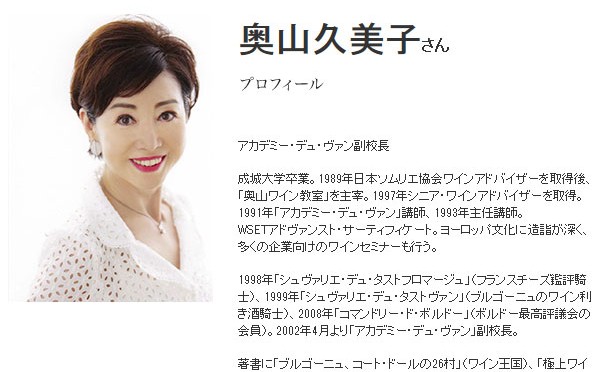 奥山久美子さん
プロフィール
アカデミー・デュ・ヴァン副校長
成城大学卒業。1989年日本ソムリエ協会ワインアドバイザーを取得後、
「奥山ワイン教室」を主宰。1997年シニア・ワインアドバイザーを取得。
1991年「アカデミー・デュ・ヴァン」講師、1993年主任講師。
WSETアドヴァンスト・サーティフィケート。ヨーロッパ文化に造詣が深く、
多くの企業向けのワインセミナーも行う。
1998年「シュヴァリエ・デュ・タストフロマージュ」（フランスチーズ鑑評騎
士）、1999年「シュヴァリエ・デュ・タストヴァン」（ブルゴーニュのワイン利
き酒騎士）、2008年「コマンドリー・ド・ボルドー」（ボルドー最高評議会の
会員）。2002年4月より「アカデミー・デュ・ヴァン」副校長。
著書に「ブルゴーニュ、コート・ドールの26村」（ワイン王国）、「極上ワイ